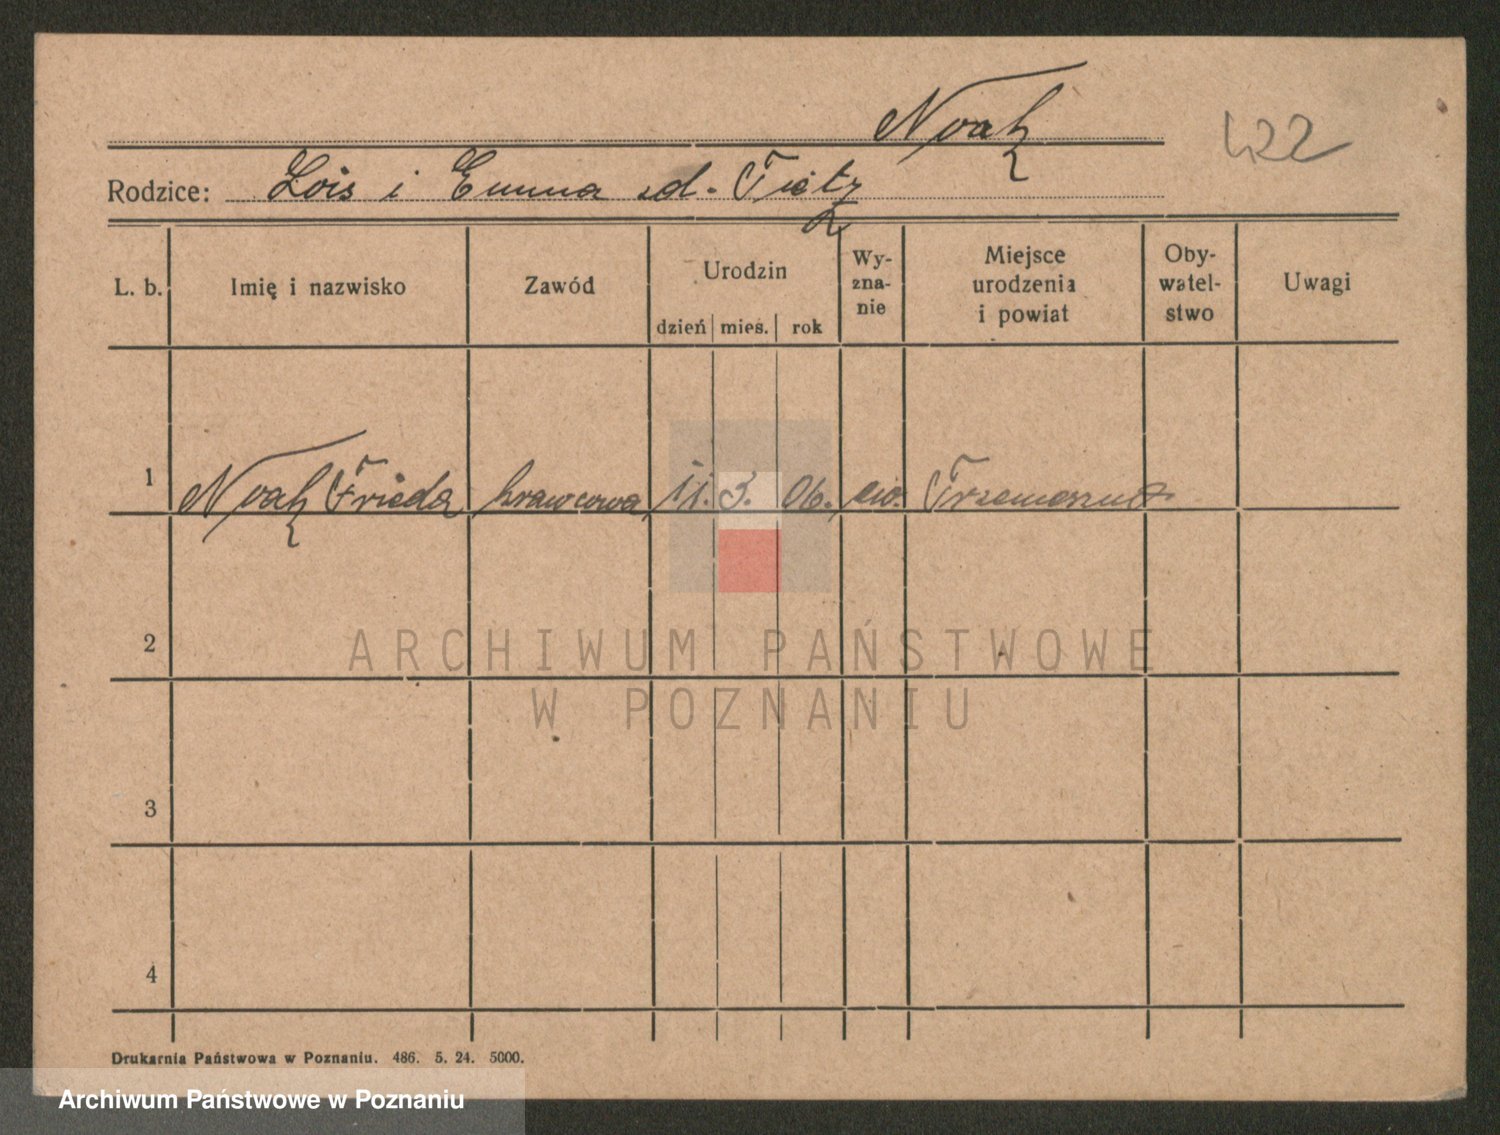 Noah
422
Rodzice: Lois i Emma zd. Tietz
L. b.
Imię i nazwisko
Zawód
Urodzin
dzień mies. rok
Wy-
zna-
nie
Miejsce
urodzenia
i powiat
Oby-
watel-
stwo
Uwagi
1 Noah Frieda krawcowa 11. 3. 06. ew.
2
3
4
ARCHIWUM PAŃSTWOWE
W POZNANIU
Drukarnia Państwowa w Poznaniu. 486. 5. 24. 5000.
Archiwum Państwowe w Poznaniu